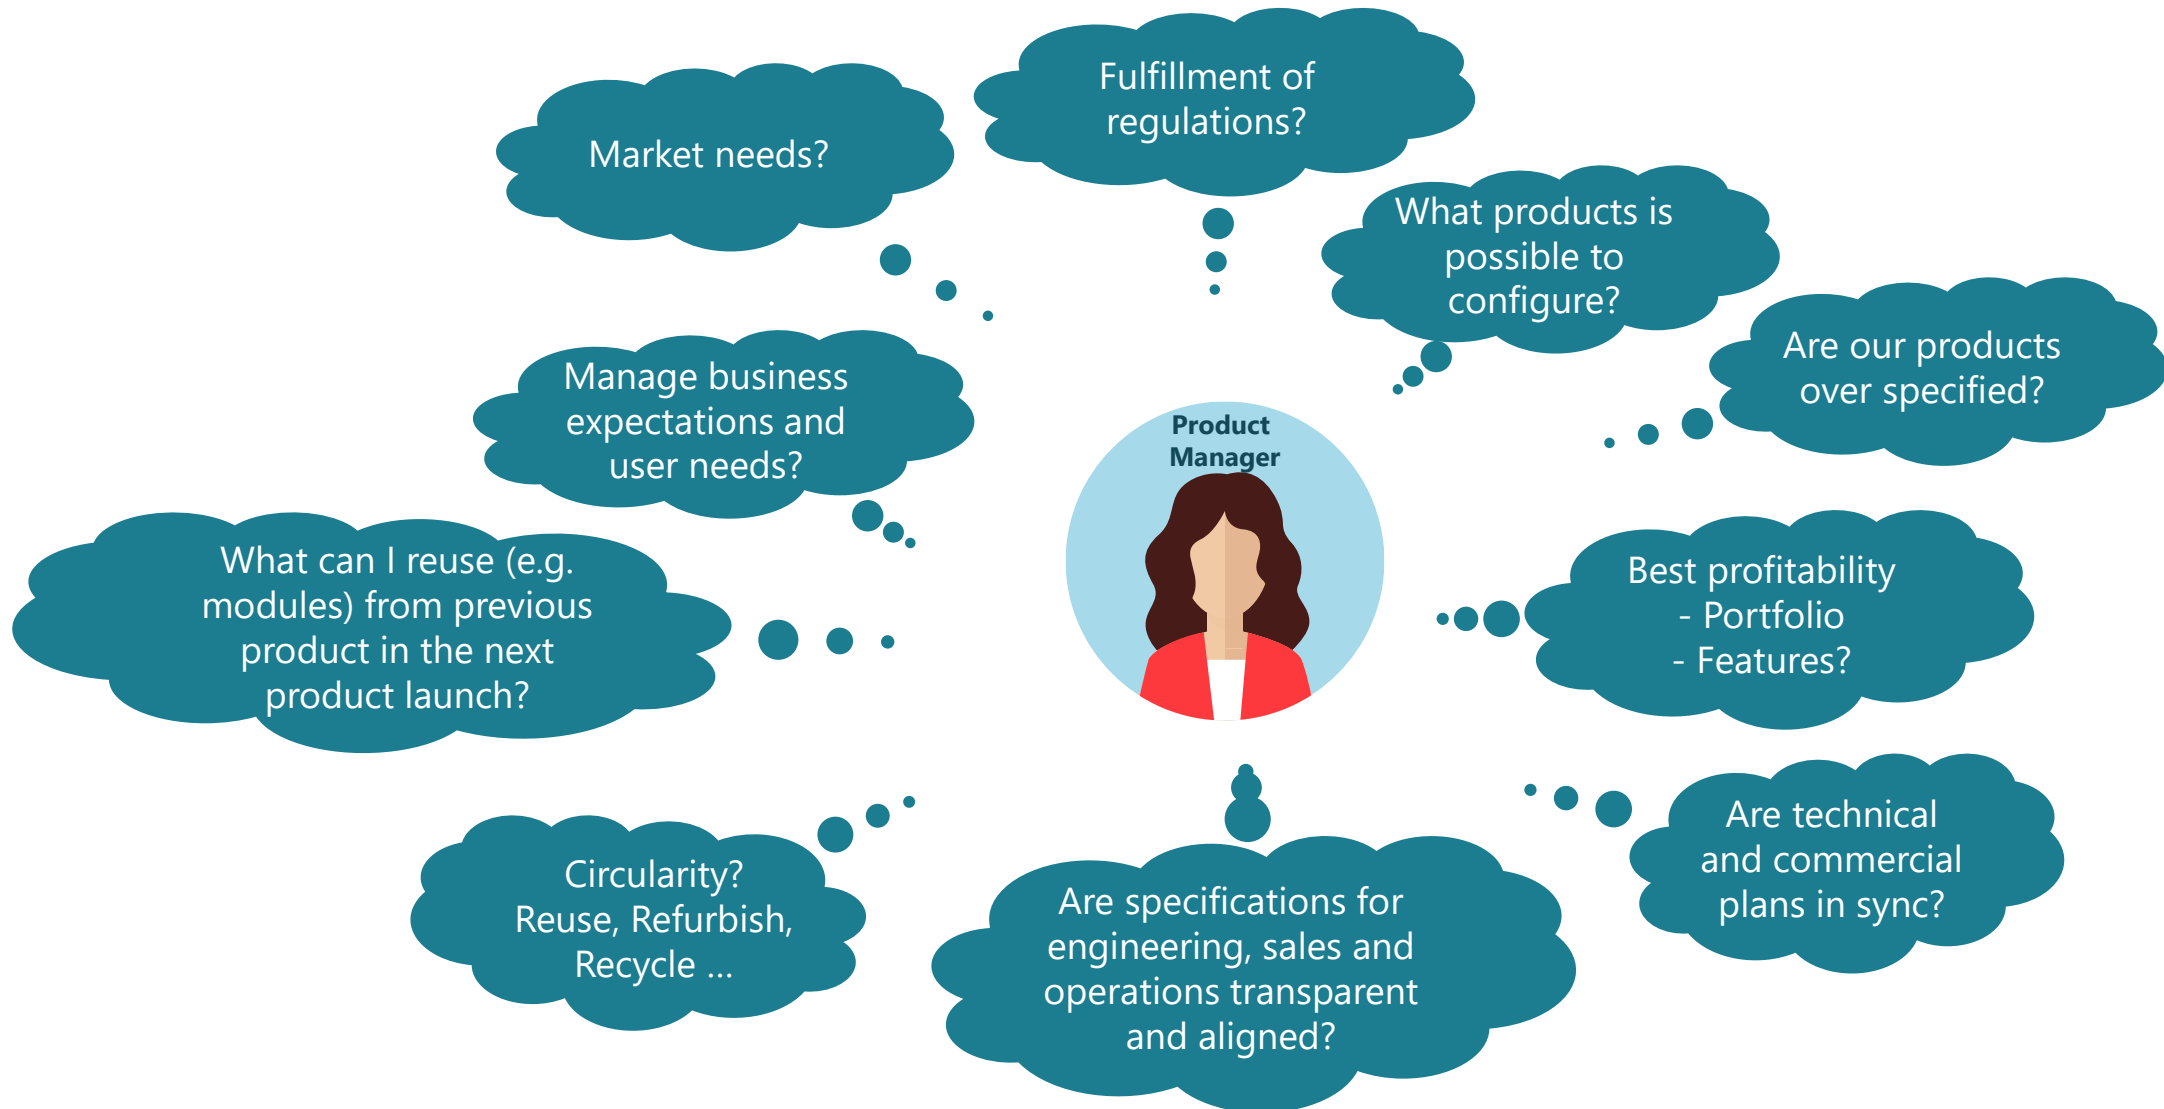 Fulfillment of
regulations?
Market needs?
What products is
possible to
configure?
Are our products
over specified?
Manage business
expectations and
user needs?
Product
Manager
What can I reuse (e.g.
modules) from previous
product in the next
product launch?
Best profitability
- Portfolio
- Features?
Are technical
and commercial
plans in sync?
Circularity?
Reuse, Refurbish,
Recycle ...
Are specifications for
engineering, sales and
operations transparent
and aligned?